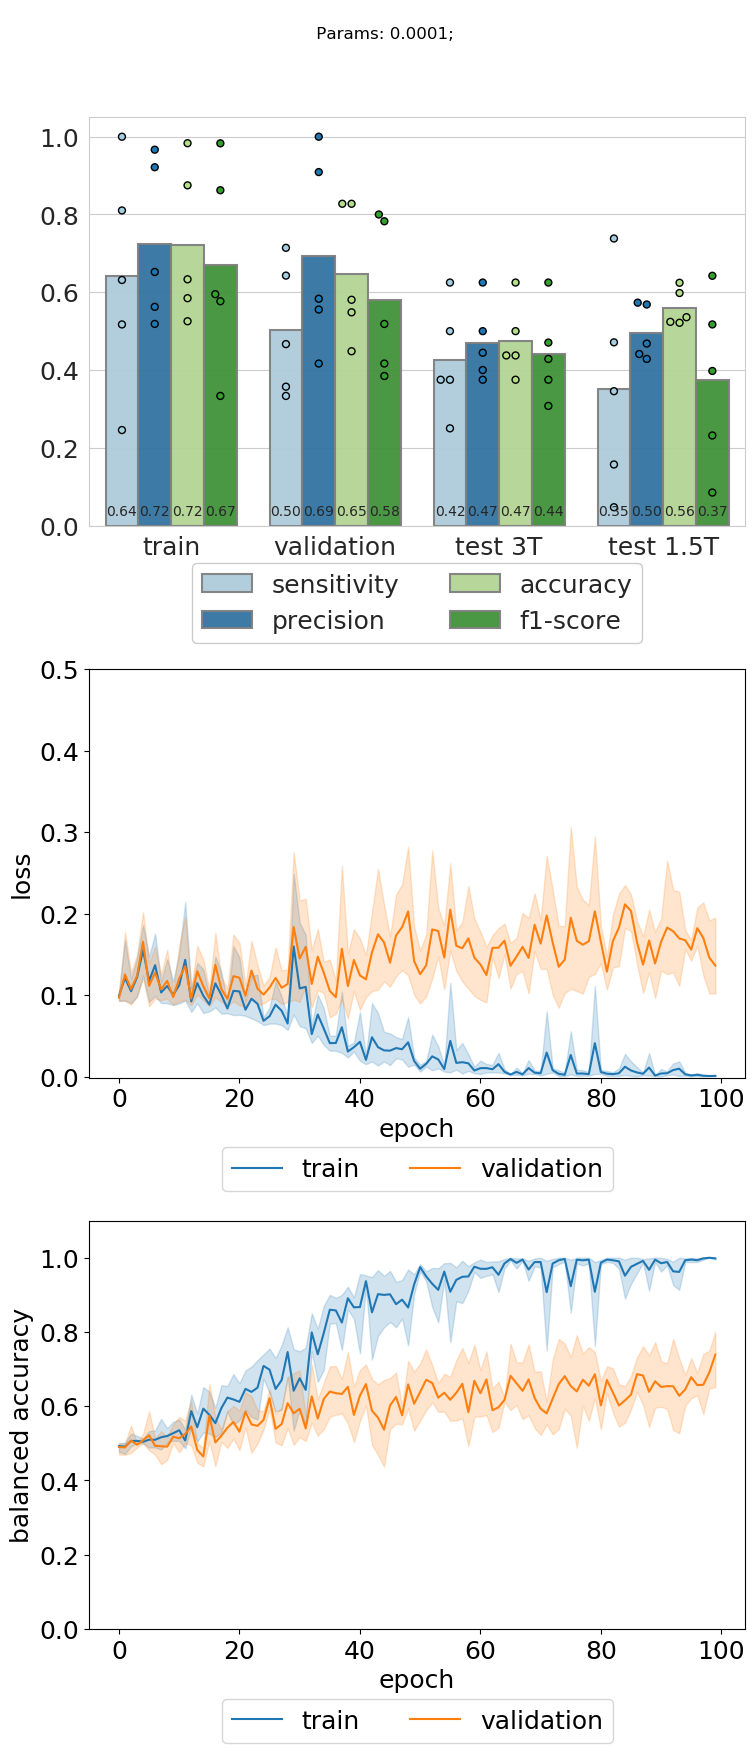 Params: 0.0001;
1.0
0.8
0.6
0.4
0.2
0.0
0.64 0.72 0.72 0.67 0.50 0.69 0.65 0.58 0.42 0.47 0.47 0.44 0.35 0.50 0.56 0.37
train validation test 3T test 1.5T
sensitivity accuracy
precision f1-score
0.5
0.4
0.3
0.2
0.1
0.0
loss
0 20 40 60 80 100
epoch
train validation
1.0
0.8
0.6
0.4
0.2
0.0
balanced accuracy
0 20 40 60 80 100
epoch
train validation